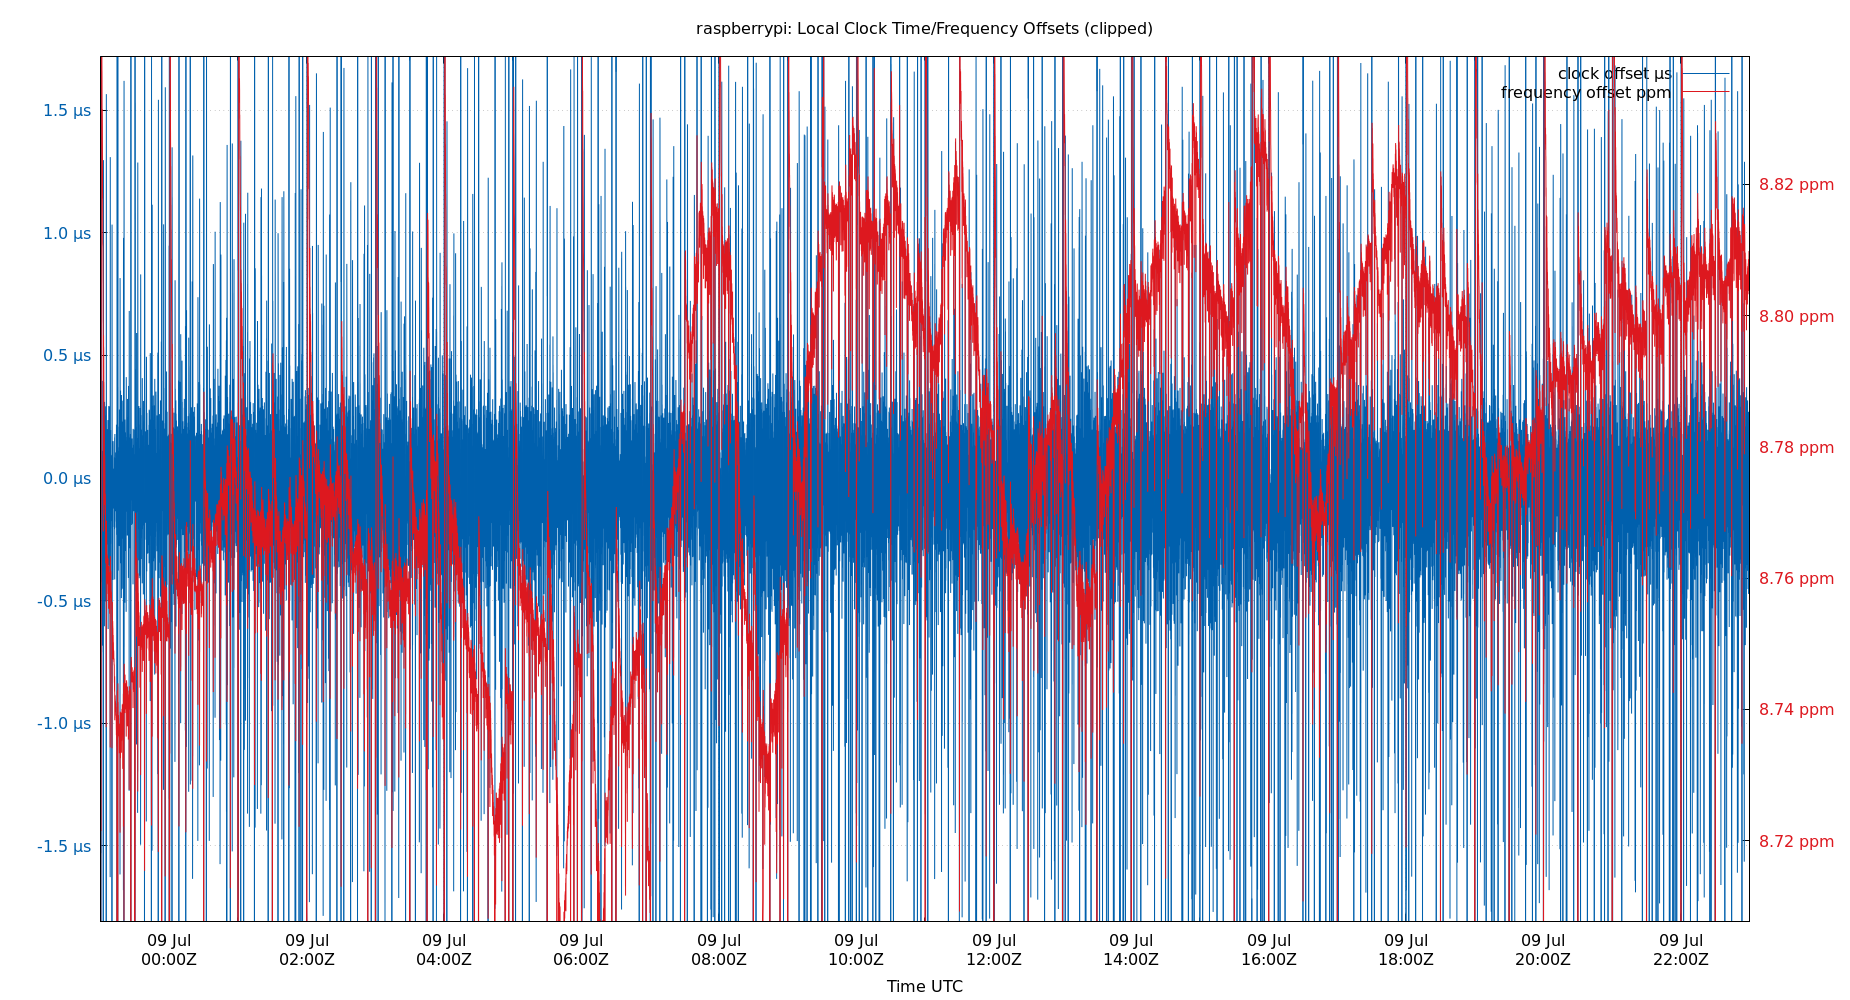 raspberrypi: Local Clock Time/Frequency Offsets (clipped)
clock offset µs
frequency offset ppm
1.5 µs
1.0 µs
0.5 µs
0.0 µs
-0.5 µs
-1.0 µs
-1.5 µs
8.82 ppm
8.80 ppm
8.78 ppm
8.76 ppm
8.74 ppm
8.72 ppm
09 Jul 09 Jul 09 Jul 09 Jul 09 Jul 09 Jul 09 Jul 09 Jul 09 Jul 09 Jul 09 Jul 09 Jul
00:00Z 02:00Z 04:00Z 06:00Z 08:00Z 10:00Z 12:00Z 14:00Z 16:00Z 18:00Z 20:00Z 22:00Z
Time UTC